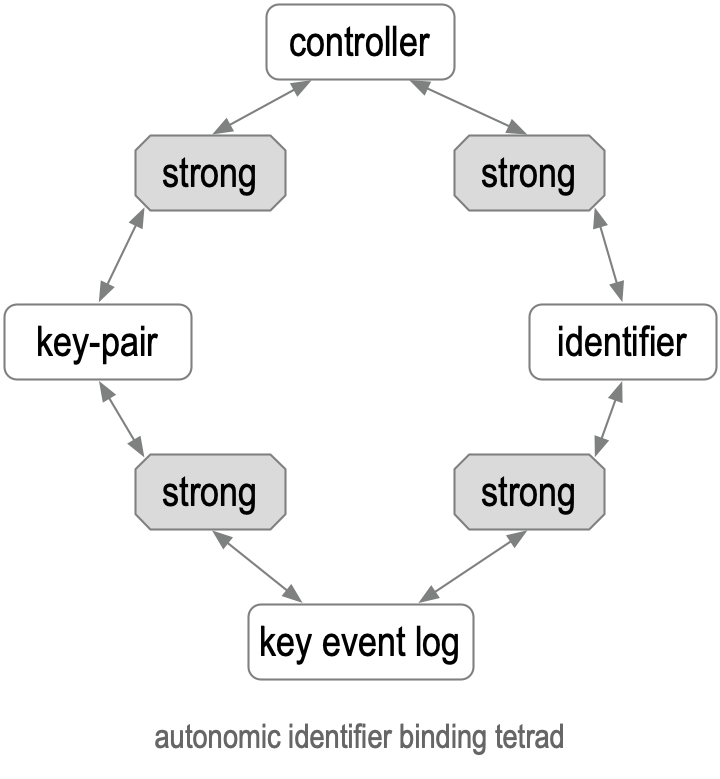 controller
strong
strong
key-pair
identifier
strong
strong
key event log
autonomic identifier binding tetrad